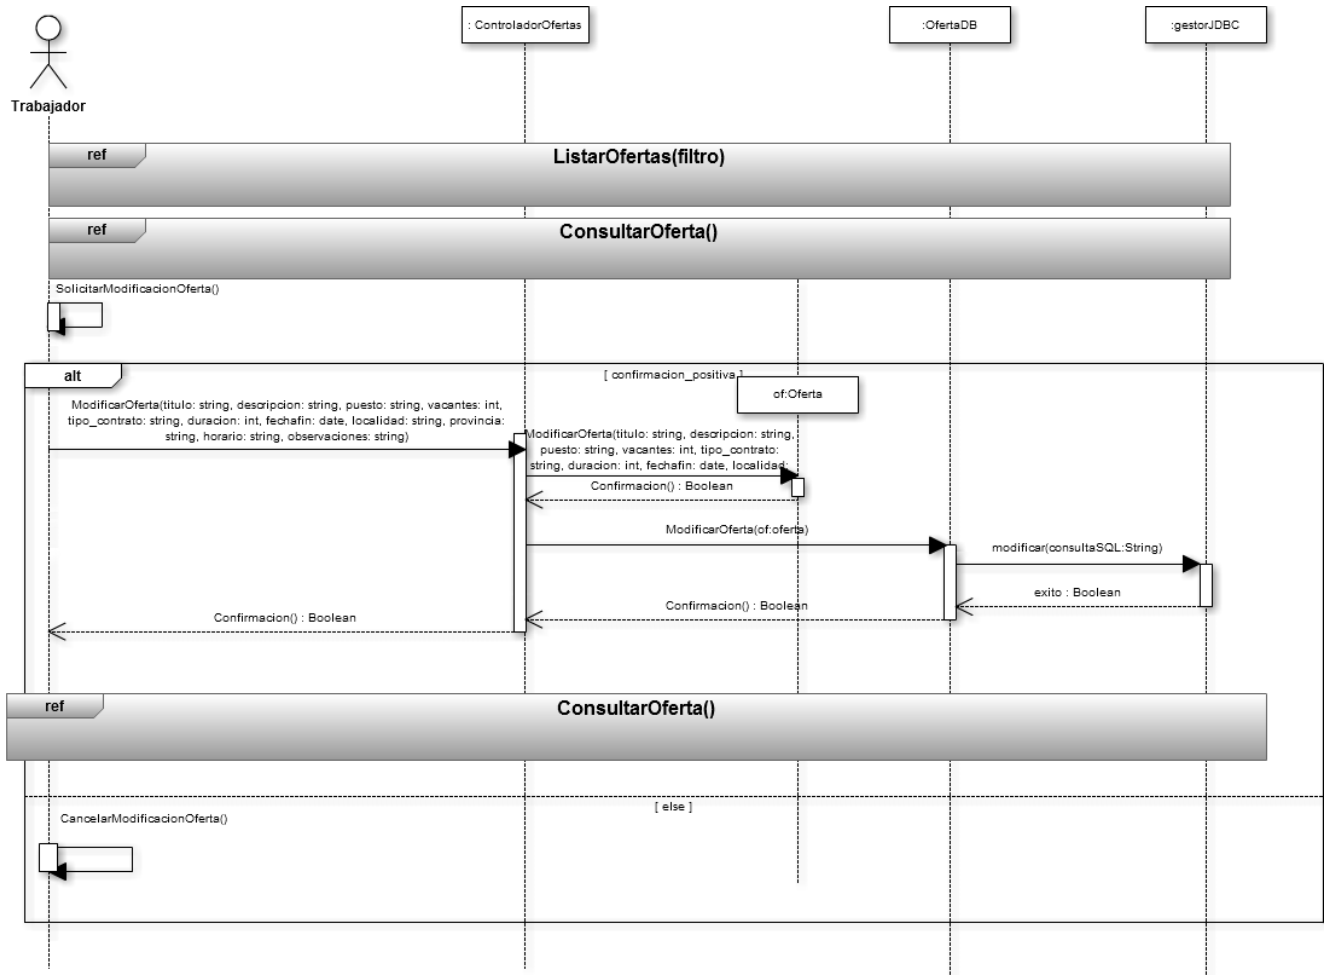 : ControladorOfertas
:OfertaDB
:gestorJDBC
Trabajador
ref
ListarOfertas(filtro)
ref
ConsultarOferta()
SolicitarModificacionOferta()
alt
[ confirmacion_positiva ]
of:Oferta
ModificarOferta(titulo: string, descripcion: string, puesto: string, vacantes: int,
tipo_contrato: string, duracion: int, fechafin: date, localidad: string, provincia:
string, horario: string, observaciones: string)
ModificarOferta(titulo: string, descripcion: string,
puesto: string, vacantes: int, tipo_contrato:
string, duracion: int, fechafin: date, localidad:
Confirmacion() : Boolean
ModificarOferta(of:oferta)
modificar(consultaSQL:String)
exito : Boolean
Confirmacion() : Boolean
Confirmacion() : Boolean
ref
ConsultarOferta()
[ else ]
CancelarModificacionOferta()